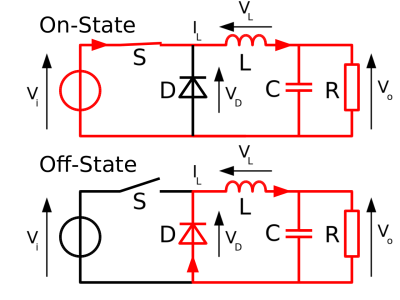 On-State
V_L
I_L
S
L
V_i
D
V_D
C
R
V_o
Off-State
V_L
I_L
S
L
V_i
D
V_D
C
R
V_o